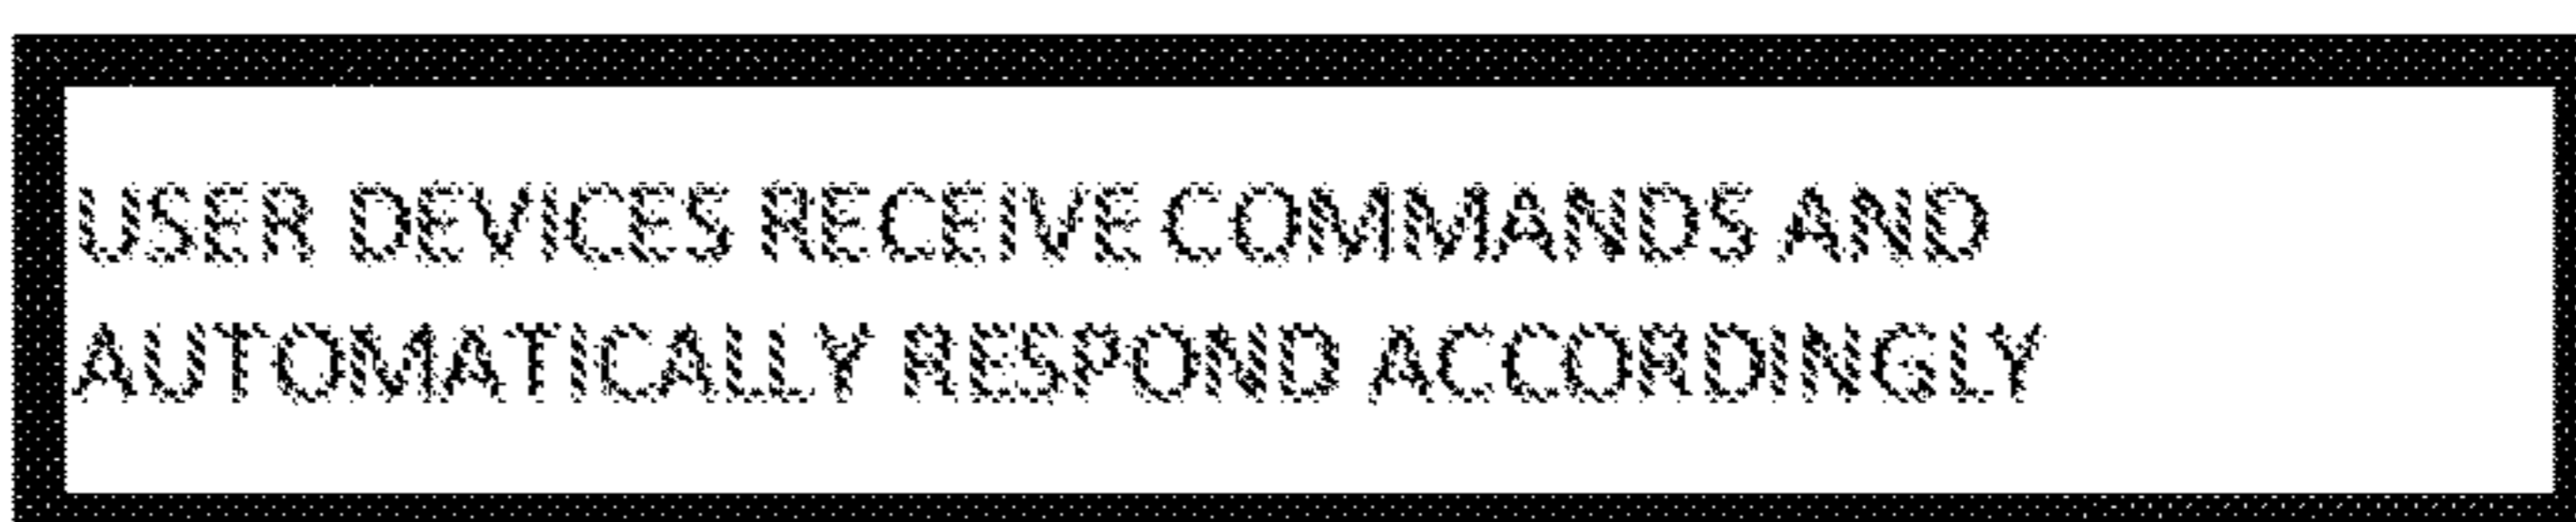 USER DEVICES RECEIVE COMMANDS AND
AUTOMATICALLY RESPOND ACCORDINGLY